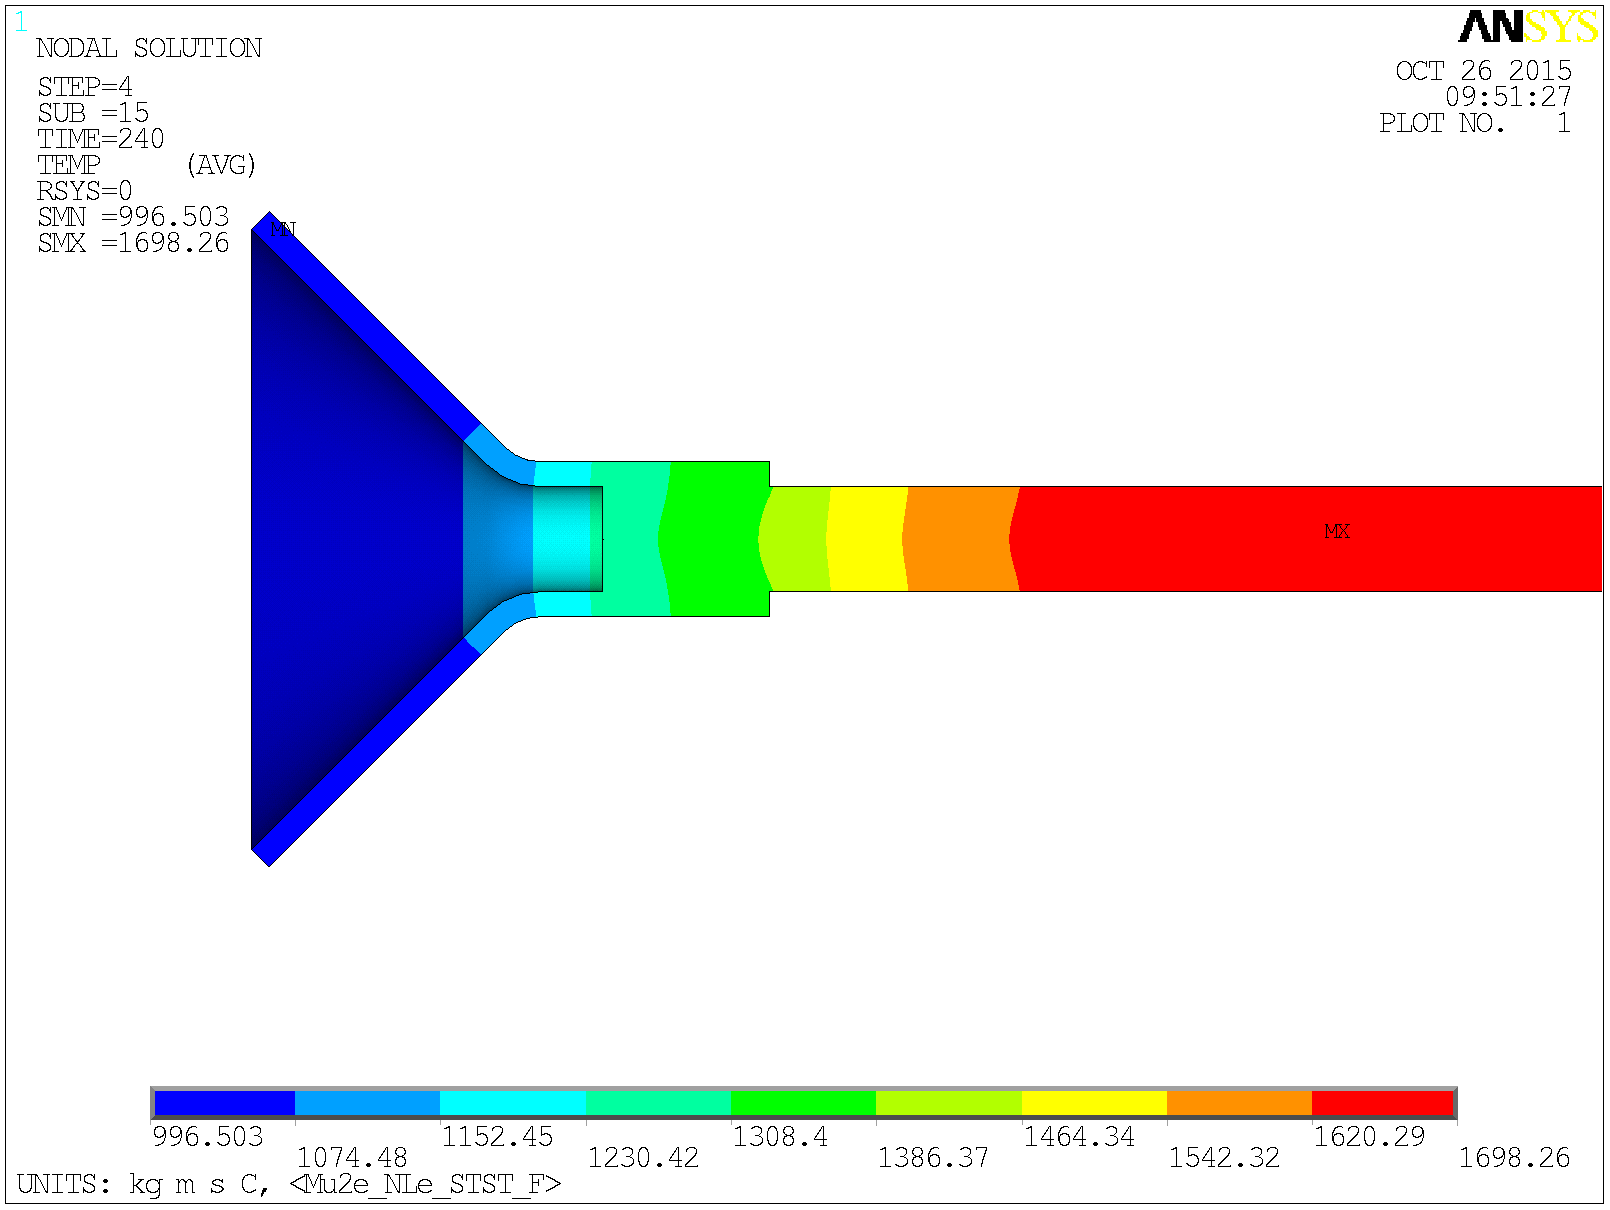 1
ANSYS
NODAL SOLUTION
STEP=4
SUB =15
TIME=240
TEMP (AVG)
RSYS=0
SMN =996.503
SMX =1698.26
OCT 26 2015
09:51:27
PLOT NO. 1
MN
MX
996.503
1074.48
1152.45
1230.42
1308.4
1386.37
1464.34
1542.32
1620.29
1698.26
UNITS: kg m s C, <Mu2e_NLe_STST_F>